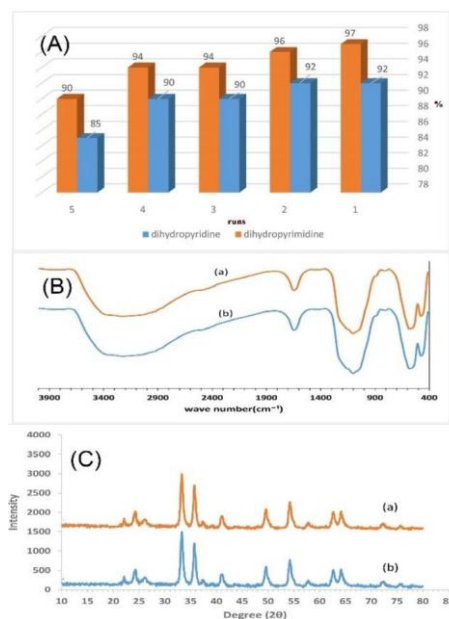 (A)
98
96
94
92
90
88
86
84
82
80
78
%
90
85
94
90
94
90
96
92
97
92
5 4 3 2 1
runs
dihydropyridine dihydropyrimidine
(B)
(a)
(b)
3900 3400 2900 2400 1900 1400 900 400
wave number(cm⁻¹)
(C)
4000
3500
3000
2500
2000
1500
1000
500
0
Intensity
(a)
(b)
10 15 20 25 30 35 40 45 50 55 60 65 70 75 80 85
Degree (2θ)